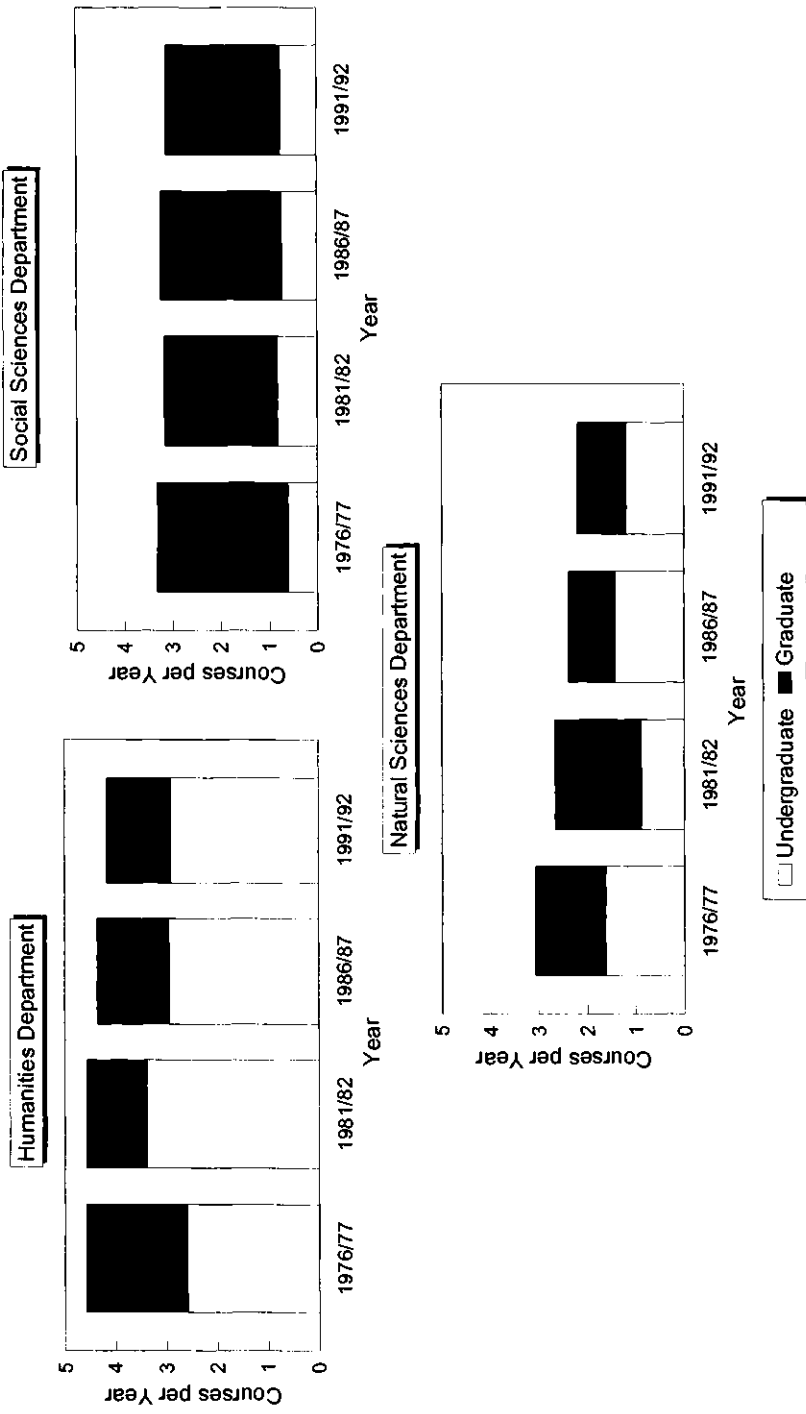 Humanities Department
Courses per Year
5
4
3
2
1
0
1976/77 1981/82 1986/87 1991/92
Year
Social Sciences Department
Courses per Year
5
4
3
2
1
0
1976/77 1981/82 1986/87 1991/92
Year
Natural Sciences Department
Courses per Year
5
4
3
2
1
0
1976/77 1981/82 1986/87 1991/92
Year
Undergraduate Graduate